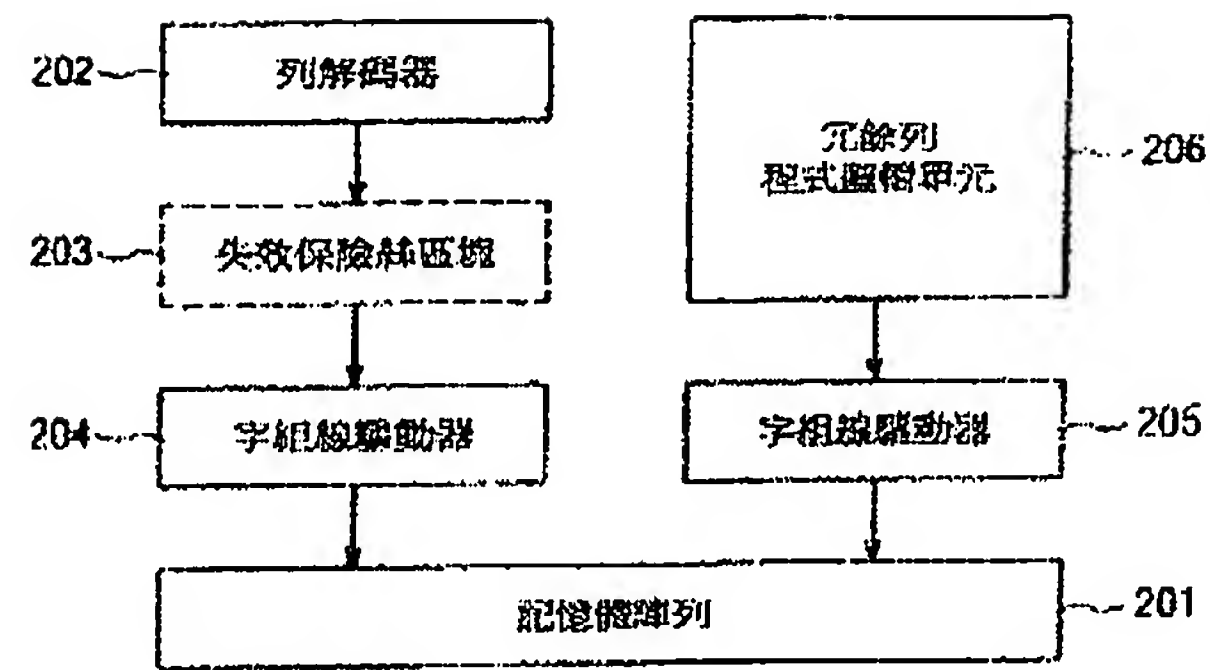 202
列解碼器
冗餘列
程式邏輯單元
206
203
失效保險絲區塊
204
字組線驅動器
字組線驅動器
205
記憶體陣列
201